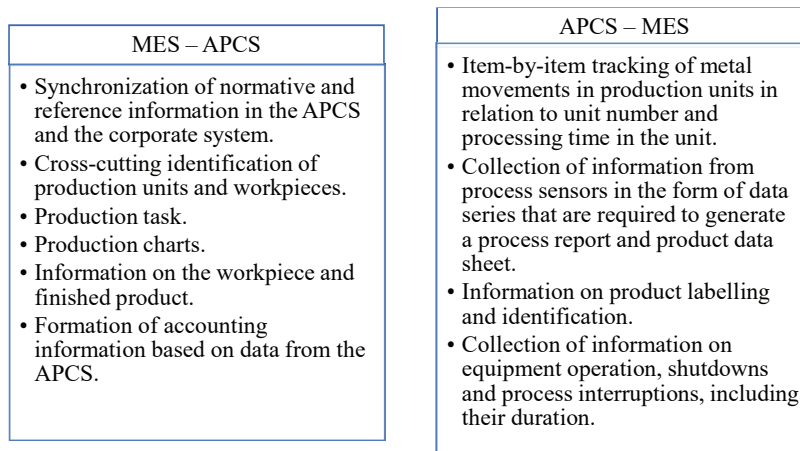 MES – APCS
• Synchronization of normative and
reference information in the APCS
and the corporate system.
• Cross-cutting identification of
production units and workpieces.
• Production task.
• Production charts.
• Information on the workpiece and
finished product.
• Formation of accounting
information based on data from the
APCS.
APCS – MES
• Item-by-item tracking of metal
movements in production units in
relation to unit number and
processing time in the unit.
• Collection of information from
process sensors in the form of data
series that are required to generate
a process report and product data
sheet.
• Information on product labelling
and identification.
• Collection of information on
equipment operation, shutdowns
and process interruptions, including
their duration.